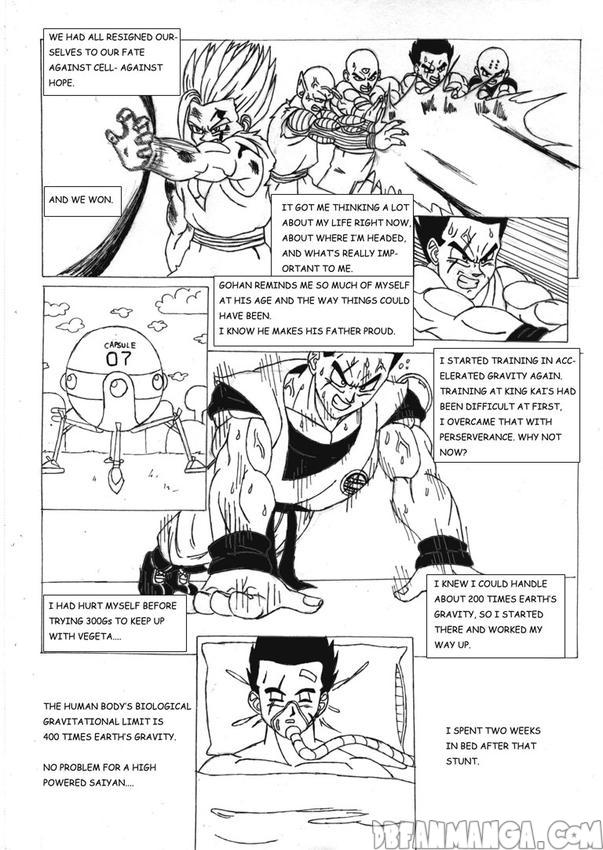 WE HAD ALL RESIGNED OUR-
SELVES TO OUR FATE
AGAINST CELL- AGAINST
HOPE.
AND WE WON.
IT GOT ME THINKING A LOT
ABOUT MY LIFE RIGHT NOW,
ABOUT WHERE I'M HEADED,
AND WHAT'S REALLY IMP-
ORTANT TO ME.
GOHAN REMINDS ME SO MUCH OF MYSELF
AT HIS AGE AND THE WAY THINGS COULD
HAVE BEEN.
I KNOW HE MAKES HIS FATHER PROUD.
CAPSULE
07
I STARTED TRAINING IN ACC-
ELERATED GRAVITY AGAIN.
TRAINING AT KING KAI'S HAD
BEEN DIFFICULT AT FIRST,
I OVERCAME THAT WITH
PERSERVERANCE. WHY NOT
NOW?
I KNEW I COULD HANDLE
ABOUT 200 TIMES EARTH'S
GRAVITY, SO I STARTED
THERE AND WORKED MY
WAY UP.
I HAD HURT MYSELF BEFORE
TRYING 300Gs TO KEEP UP
WITH VEGETA....
THE HUMAN BODY'S BIOLOGICAL
GRAVITATIONAL LIMIT IS
400 TIMES EARTH'S GRAVITY.
NO PROBLEM FOR A HIGH
POWERED SAIYAN....
I SPENT TWO WEEKS
IN BED AFTER THAT
STUNT.
DBFANMANGA.COM